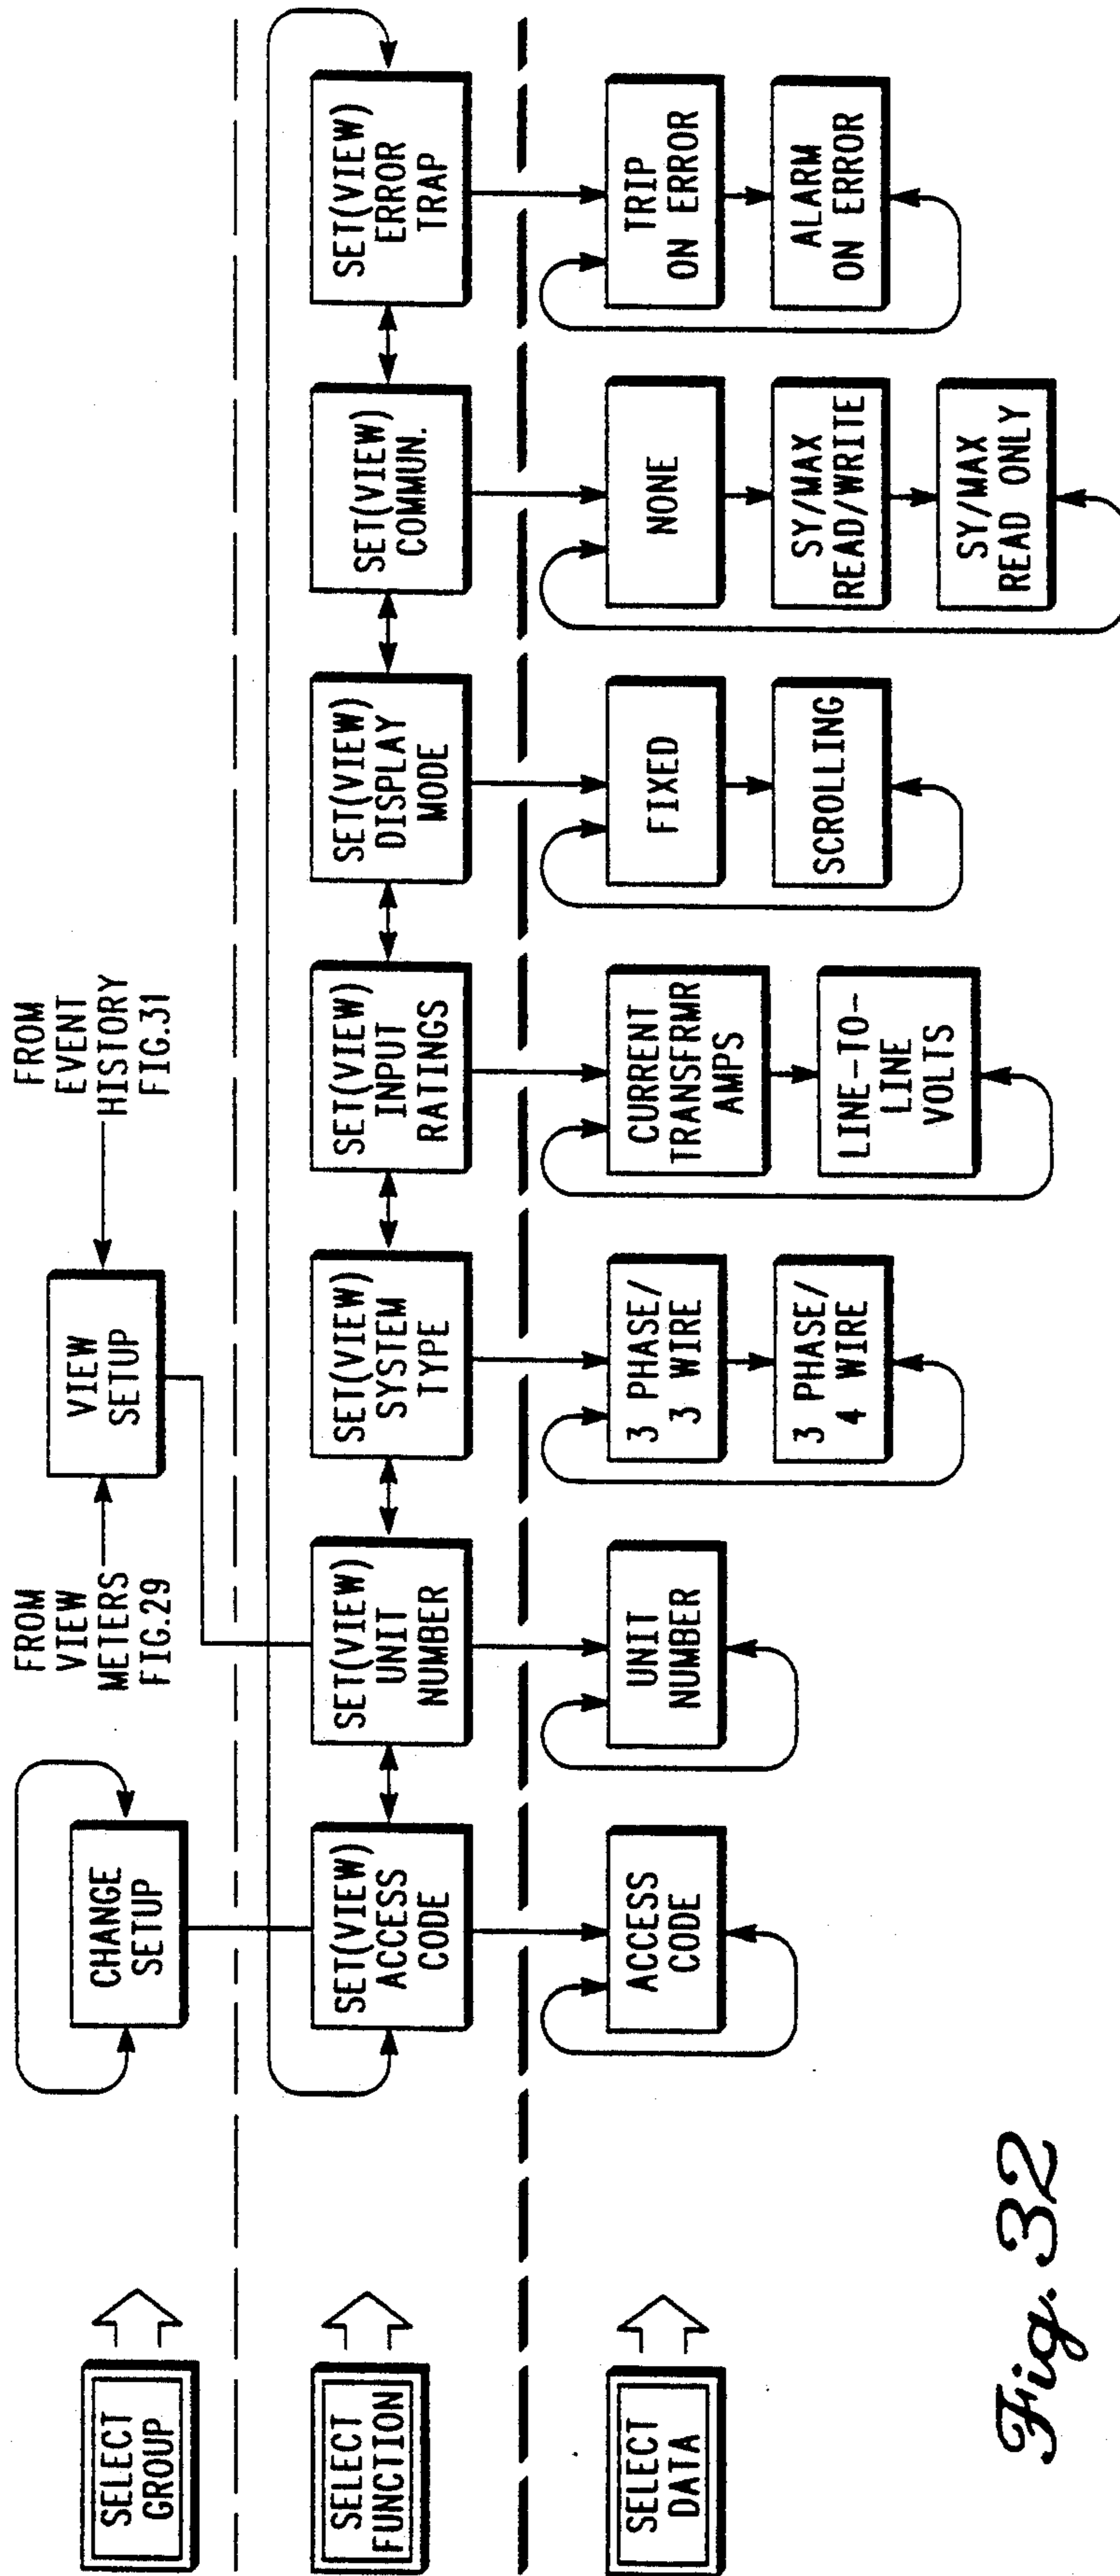 SELECT
GROUP
CHANGE
SETUP
FROM
VIEW
METERS
FIG.29
VIEW
SETUP
FROM
EVENT
HISTORY
FIG.31
SELECT
FUNCTION
SET(VIEW)
ACCESS
CODE
SET(VIEW)
UNIT
NUMBER
SET(VIEW)
SYSTEM
TYPE
SET(VIEW)
INPUT
RATINGS
SET(VIEW)
DISPLAY
MODE
SET(VIEW)
COMMUN.
SET(VIEW)
ERROR
TRAP
SELECT
DATA
ACCESS
CODE
UNIT
NUMBER
3 PHASE/
3 WIRE
3 PHASE/
4 WIRE
CURRENT
TRANSFRMR
AMPS
LINE-TO-
LINE
VOLTS
FIXED
SCROLLING
NONE
SY/MAX
READ/WRITE
SY/MAX
READ ONLY
TRIP
ON ERROR
ALARM
ON ERROR
Fig. 32